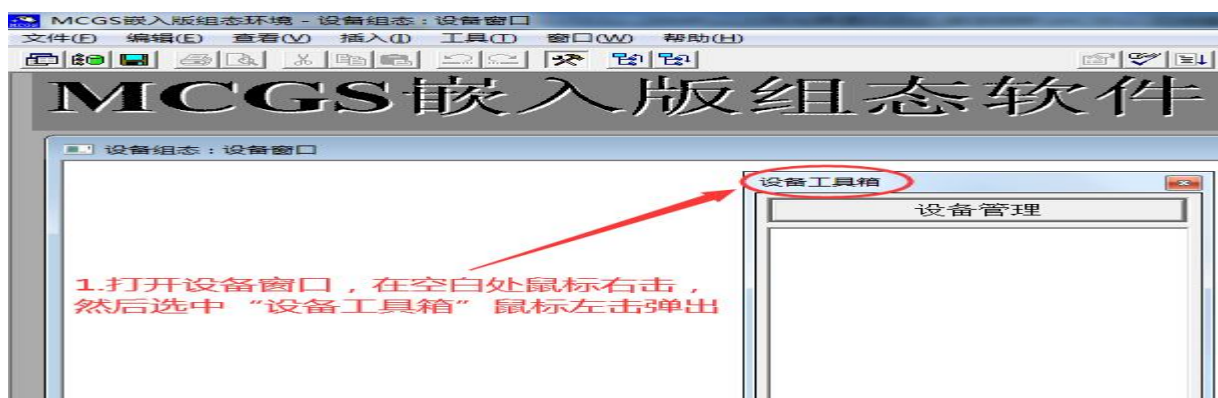 MCGS嵌入版组态环境 - 设备组态：设备窗口
文件(F) 编辑(E) 查看(V) 插入(I) 工具(T) 窗口(W) 帮助(H)
MCGS嵌入版组态软件
设备组态：设备窗口
设备工具箱
设备管理
1.打开设备窗口，在空白处鼠标右击，
然后选中“设备工具箱”鼠标左击弹出